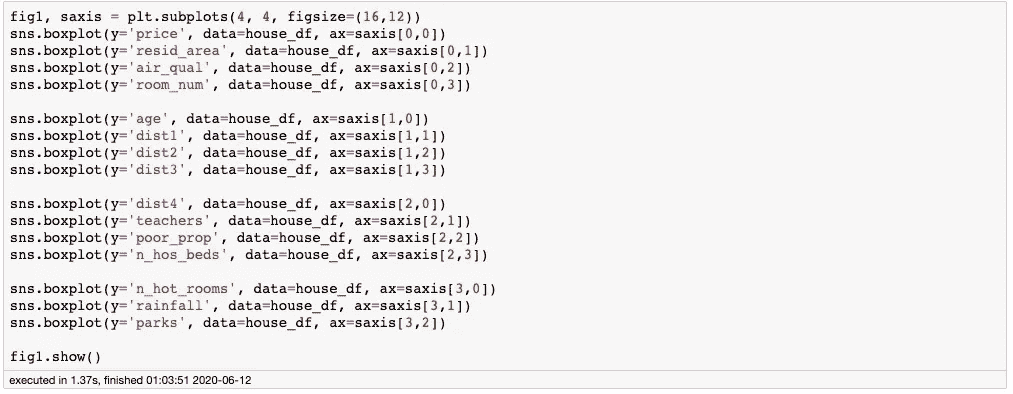 fig1, saxis = plt.subplots(4, 4, figsize=(16,12))
sns.boxplot(y='price', data=house_df, ax=saxis[0,0])
sns.boxplot(y='resid_area', data=house_df, ax=saxis[0,1])
sns.boxplot(y='air_qual', data=house_df, ax=saxis[0,2])
sns.boxplot(y='room_num', data=house_df, ax=saxis[0,3])
sns.boxplot(y='age', data=house_df, ax=saxis[1,0])
sns.boxplot(y='dist1', data=house_df, ax=saxis[1,1])
sns.boxplot(y='dist2', data=house_df, ax=saxis[1,2])
sns.boxplot(y='dist3', data=house_df, ax=saxis[1,3])
sns.boxplot(y='dist4', data=house_df, ax=saxis[2,0])
sns.boxplot(y='teachers', data=house_df, ax=saxis[2,1])
sns.boxplot(y='poor_prop', data=house_df, ax=saxis[2,2])
sns.boxplot(y='n_hos_beds', data=house_df, ax=saxis[2,3])
sns.boxplot(y='n_hot_rooms', data=house_df, ax=saxis[3,0])
sns.boxplot(y='rainfall', data=house_df, ax=saxis[3,1])
sns.boxplot(y='parks', data=house_df, ax=saxis[3,2])
fig1.show()
executed in 1.37s, finished 01:03:51 2020-06-12